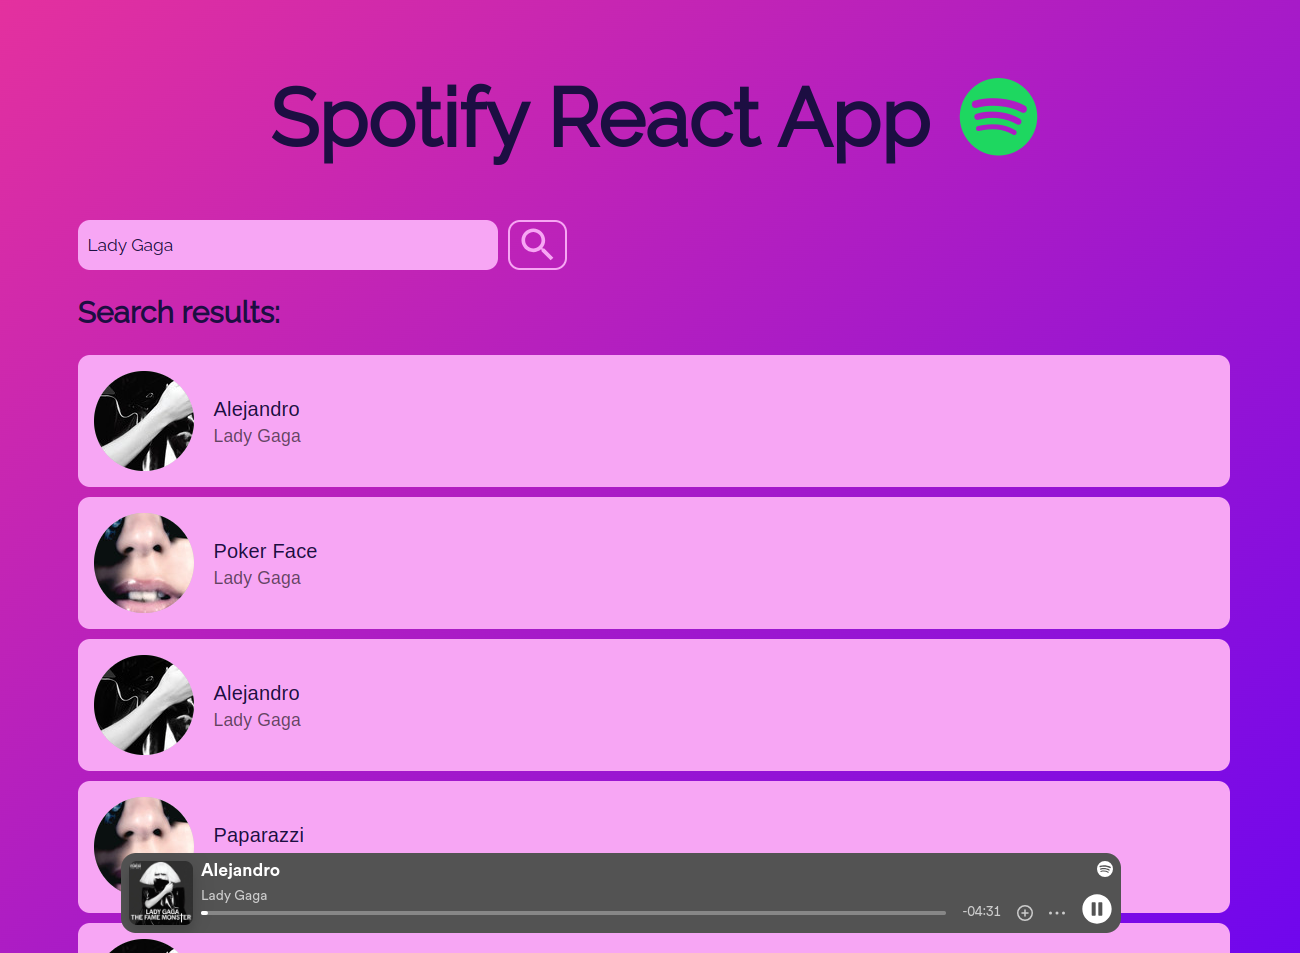 Spotify React App
Lady Gaga
Search results:
Alejandro
Lady Gaga
Poker Face
Lady Gaga
Alejandro
Lady Gaga
Paparazzi
Alejandro
Lady Gaga
-04:31
LADY GAGA
THE FAME MONSTER